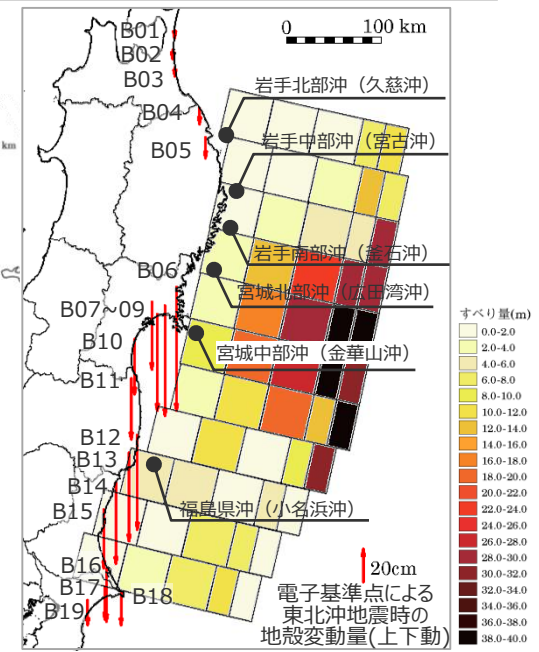 0 100 km
B01
B02
B03
岩手北部沖（久慈沖）
B04
岩手中部沖（宮古沖）
km
B05
岩手南部沖（釜石沖）
B06
宮城北部沖（広田湾沖）
B07~09
すべり量(m)
B10
宮城中部沖（金華山沖）
B11
0.0-2.0
2.0-4.0
4.0-6.0
6.0-8.0
8.0-10.0
10.0-12.0
12.0-14.0
14.0-16.0
16.0-18.0
18.0-20.0
20.0-22.0
22.0-24.0
24.0-26.0
26.0-28.0
28.0-30.0
30.0-32.0
32.0-34.0
34.0-36.0
36.0-38.0
38.0-40.0
B12
B13
B14
B15
福島県沖（小名浜沖）
B16
B17
B18
B19
20cm
電子基準点による
東北沖地震時の
地殻変動量(上下動)